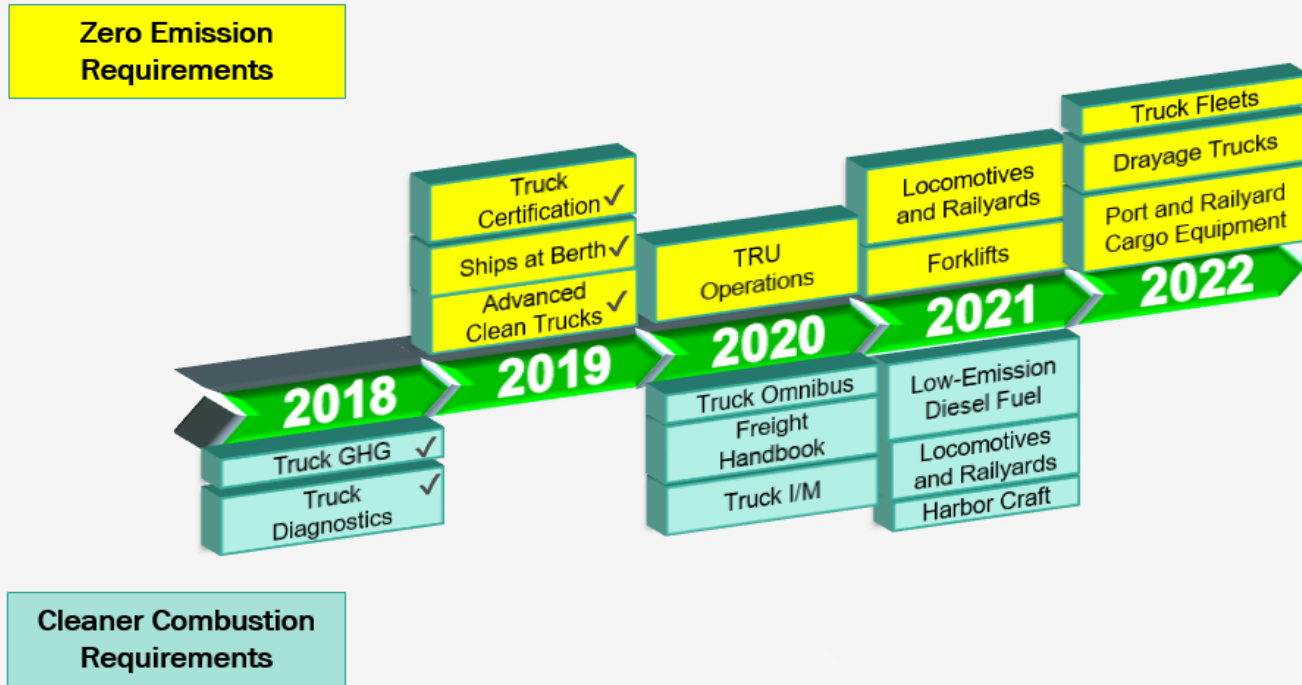 Zero Emission
Requirements
Truck
Certification ✓
Ships at Berth ✓
Advanced
Clean Trucks ✓
TRU
Operations
Locomotives
and Railyards
Forklifts
Truck Fleets
Drayage Trucks
Port and Railyard
Cargo Equipment
2018
2019
2020
2021
2022
Truck GHG ✓
Truck ✓
Diagnostics
Truck Omnibus
Freight
Handbook
Truck I/M
Low-Emission
Diesel Fuel
Locomotives
and Railyards
Harbor Craft
Cleaner Combustion
Requirements